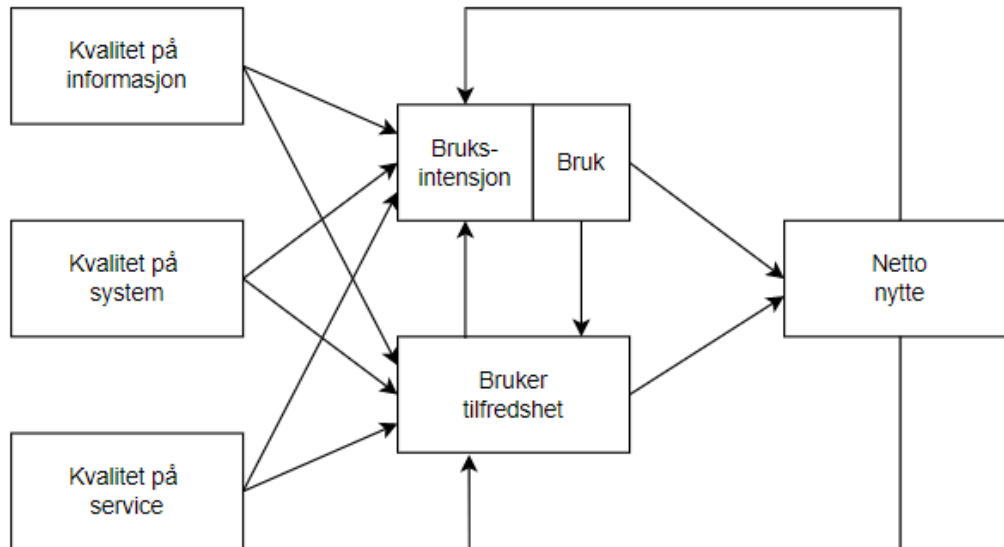 Kvalitet på
informasjon
Bruks-
intensjon
Bruk
Kvalitet på
system
Netto
nytte
Bruker
tilfredshet
Kvalitet på
service